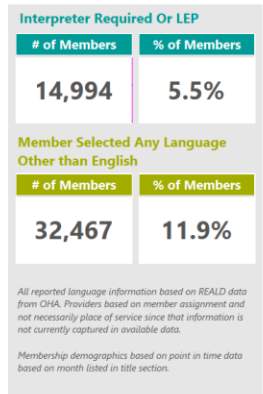 Interpreter Required Or LEP
# of Members % of Members
14,994 5.5%
Member Selected Any Language
Other than English
# of Members % of Members
32,467 11.9%
All reported language information based on REALD data
from OHA. Providers based on member assignment and
not necessarily place of service since that information is
not currently captured in available data.
Membership demographics based on point in time data
based on month listed in title section.